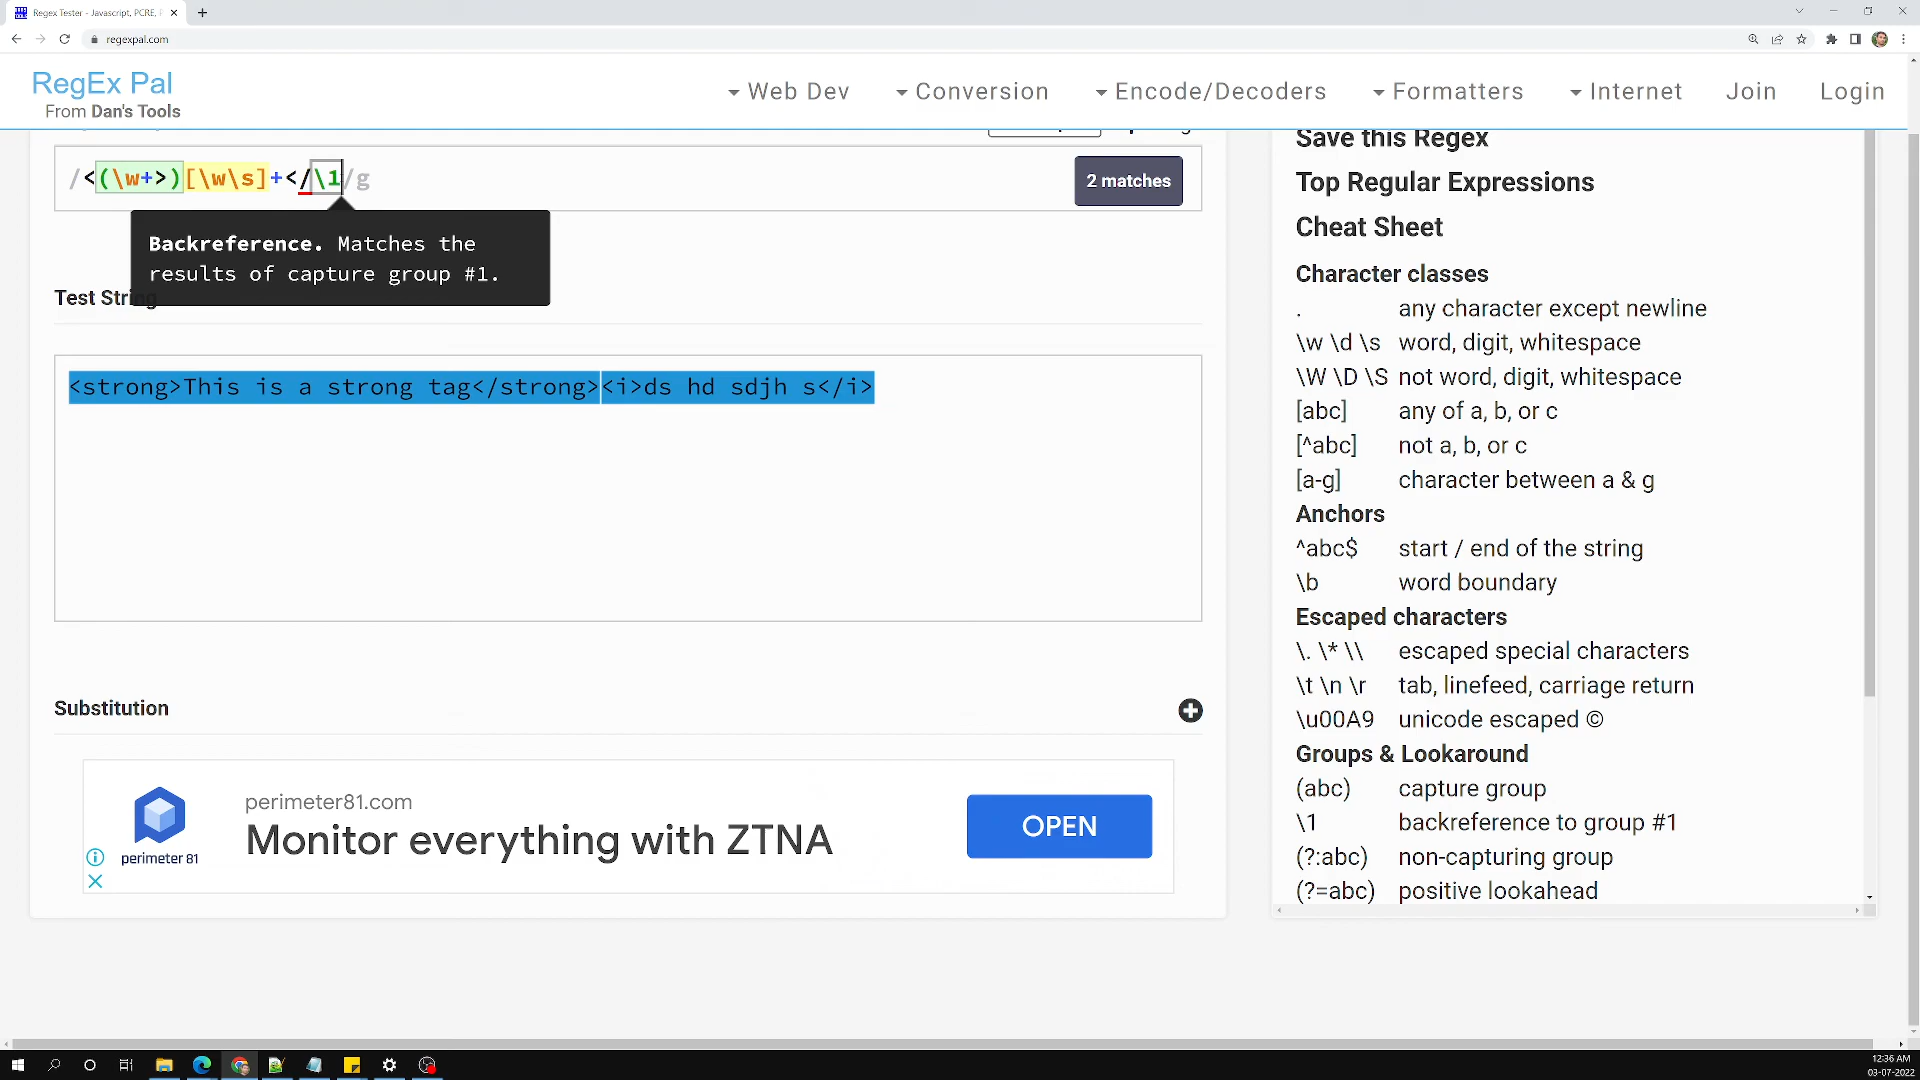 Regex Tester - Javascript, PCRE,
regexpal.com
RegEx Pal
From Dan's Tools
Web Dev
Conversion
Encode/Decoders
Formatters
Internet
Join
Login
/<(\w+>)[\w\s]+</\1/g
2 matches
Backreference. Matches the
results of capture group #1.
Test String
<strong>This is a strong tag</strong><i>ds hd sdjh s</i>
Substitution
perimeter81.com
Monitor everything with ZTNA
perimeter 81
OPEN
Save this Regex
Top Regular Expressions
Cheat Sheet
Character classes
. any character except newline
\w \d \s word, digit, whitespace
\W \D \S not word, digit, whitespace
[abc] any of a, b, or c
[^abc] not a, b, or c
[a-g] character between a & g
Anchors
^abc$ start / end of the string
\b word boundary
Escaped characters
\. \* \\ escaped special characters
\t \n \r tab, linefeed, carriage return
\u00A9 unicode escaped ©
Groups & Lookaround
(abc) capture group
\1 backreference to group #1
(?:abc) non-capturing group
(?=abc) positive lookahead
12:36 AM
03-07-2022